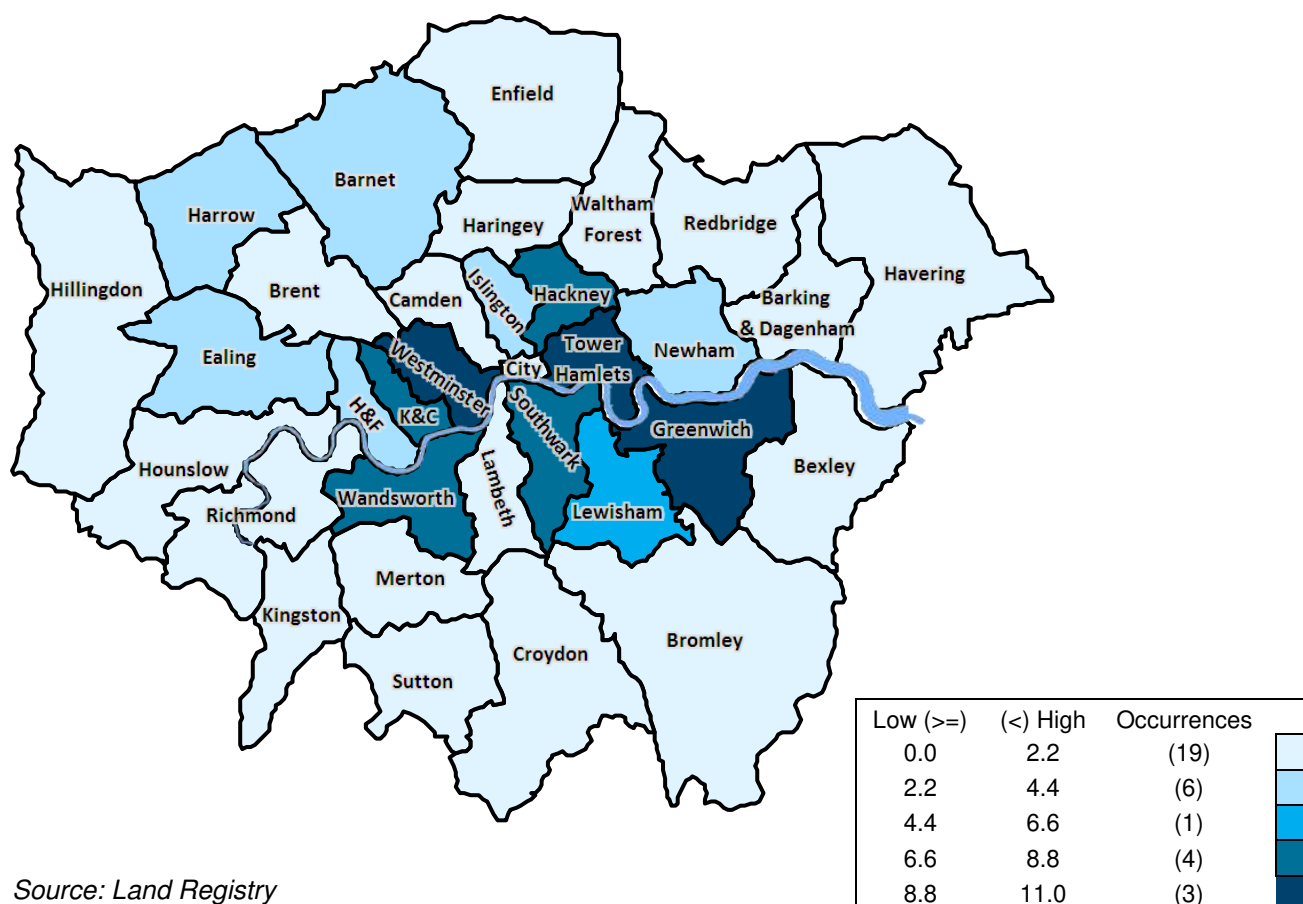 Enfield
Barnet
Harrow
Haringey
Waltham
Forest
Redbridge
Havering
Hillingdon
Brent
Camden
Islington
Hackney
Barking
& Dagenham
Ealing
Westminster
City
Tower
Hamlets
Newham
H&F
K&C
Southwark
Greenwich
Hounslow
Bexley
Richmond
Wandsworth
Lambeth
Lewisham
Merton
Kingston
Bromley
Croydon
Sutton
Low (>=) (<) High Occurrences
0.0 2.2 (19)
2.2 4.4 (6)
4.4 6.6 (1)
6.6 8.8 (4)
8.8 11.0 (3)
Source: Land Registry